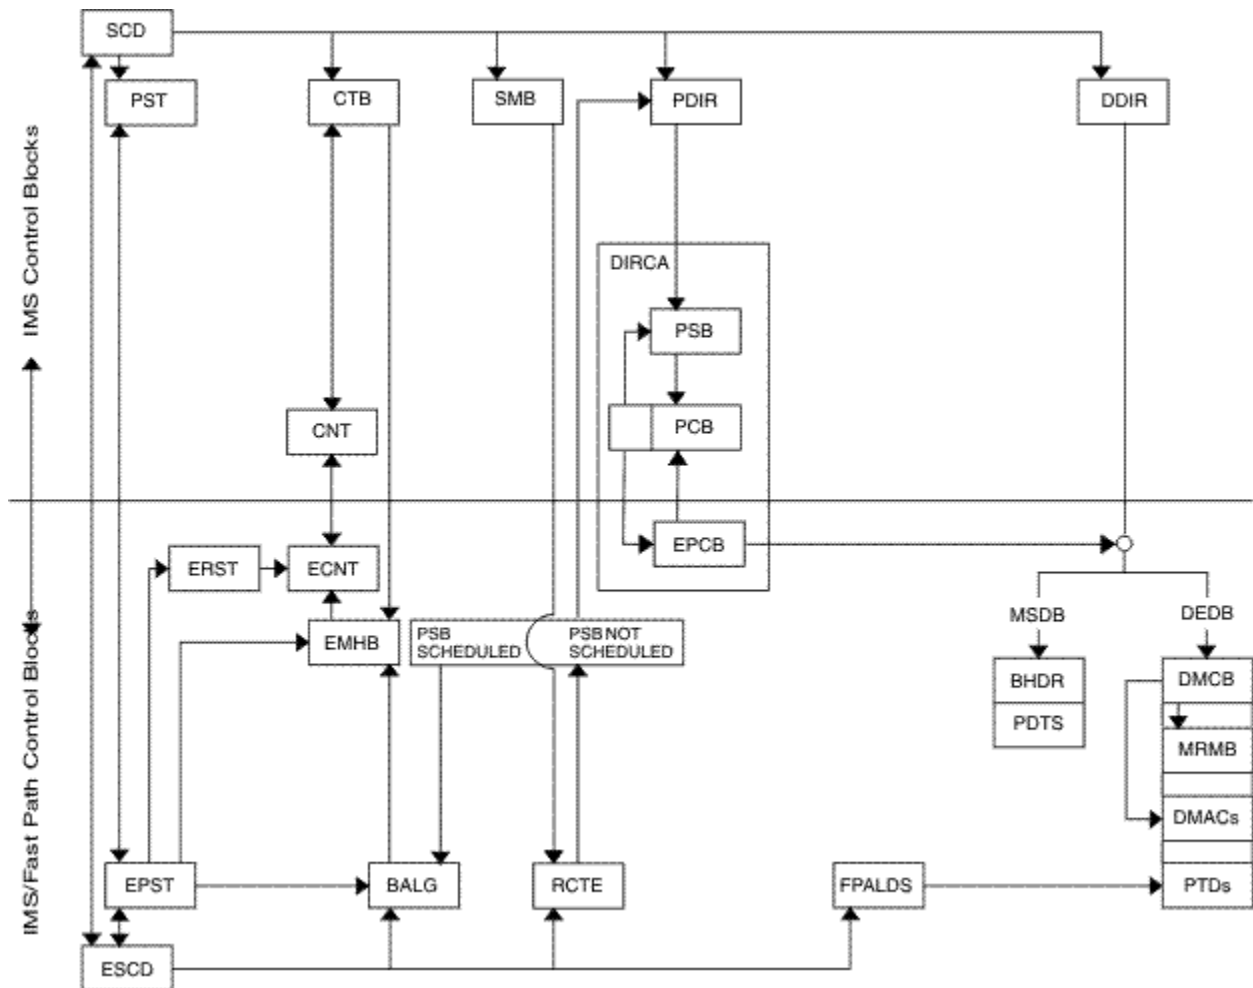 SCD
PST
CTB
SMB
PDIR
DDIR
IMS Control Blocks
DIRCA
PSB
PCB
CNT
EPCB
ERST
ECNT
MSDB
DEDB
EMHB
PSB
SCHEDULED
PSB NOT
SCHEDULED
BHDR
PDTS
DMCB
MRMB
DMACs
PTDs
IMS/Fast Path Control Blocks
EPST
BALG
RCTE
FPALDS
ESCD